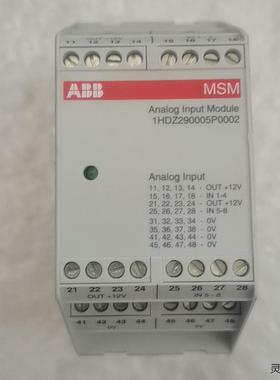 11 12 13 14
15 16 17 18
ABB
MSM
Analog Input Module
1HDZ290005P0002
Analog Input
11, 12, 13, 14 - OUT +12V
15, 16, 17, 18 - IN 1-4
21, 22, 23, 24 - OUT +12V
25, 26, 27, 28 - IN 5-8
31, 32, 33, 34 - 0V
35, 36, 37, 38 - 0V
41, 42, 43, 44 - 0V
45, 46, 47, 48 - 0V
21 22 23 24
25 26 27 28
OUT +12V
IN 5 - 8
41 42 43 44
45 46 47 48
0V
0V